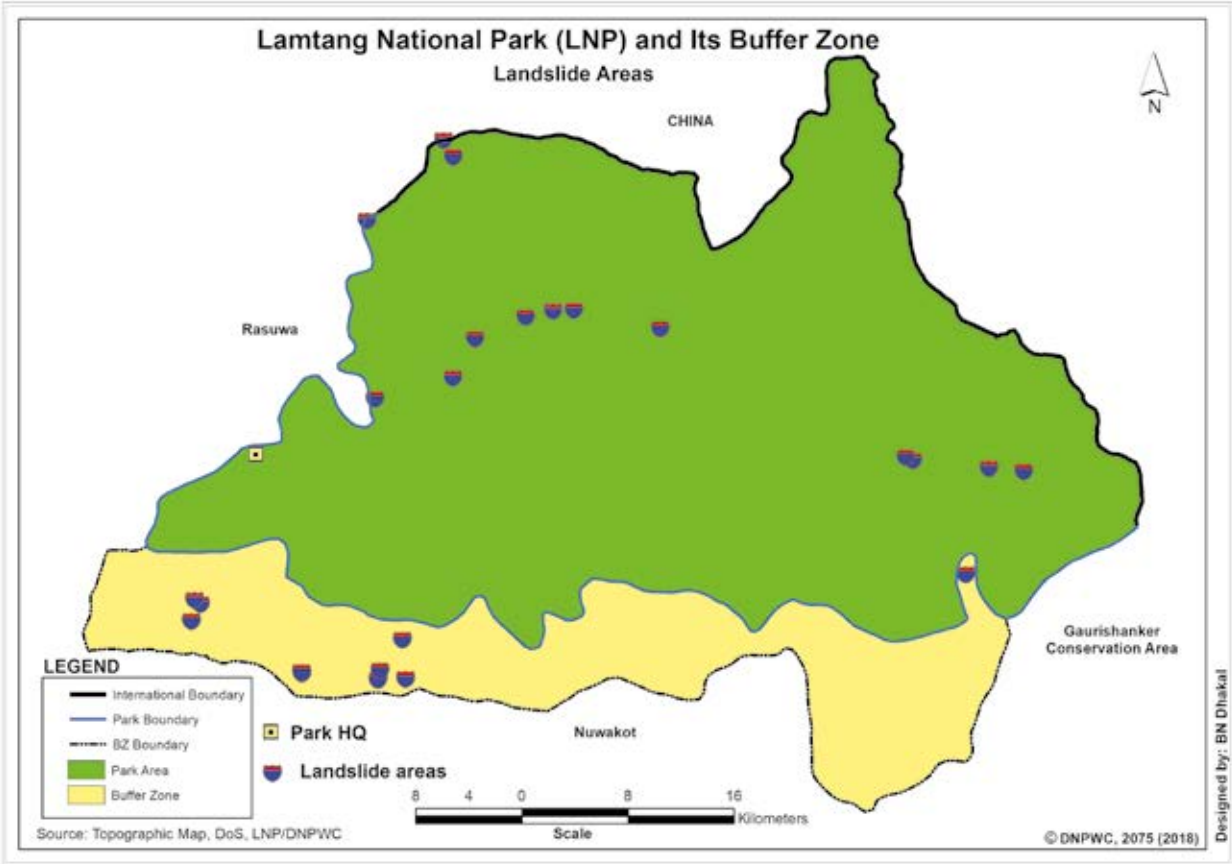 Lamtang National Park (LNP) and Its Buffer Zone
Landslide Areas
CHINA
N
Rasuwa
Gaurishanker
Conservation Area
Nuwakot
LEGEND
International Boundary
Park Boundary
BZ Boundary
Park Area
Buffer Zone
Park HQ
Landslide areas
8 4 0 8 16
Kilometers
Scale
Source: Topographic Map, DoS, LNP/DNPWC
© DNPWC, 2075 (2018)
Designed by: BN Dhakal